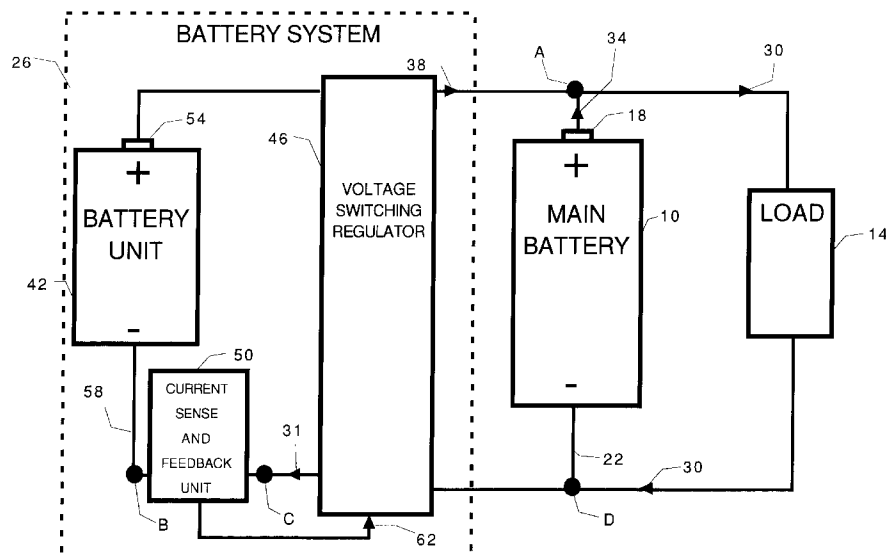 BATTERY SYSTEM
26
38
A
34
30
54
46
18
+
+
VOLTAGE
SWITCHING
REGULATOR
BATTERY
UNIT
MAIN
BATTERY
10
LOAD
14
42
-
50
-
58
CURRENT
SENSE
AND
FEEDBACK
UNIT
31
22
30
B
C
62
D